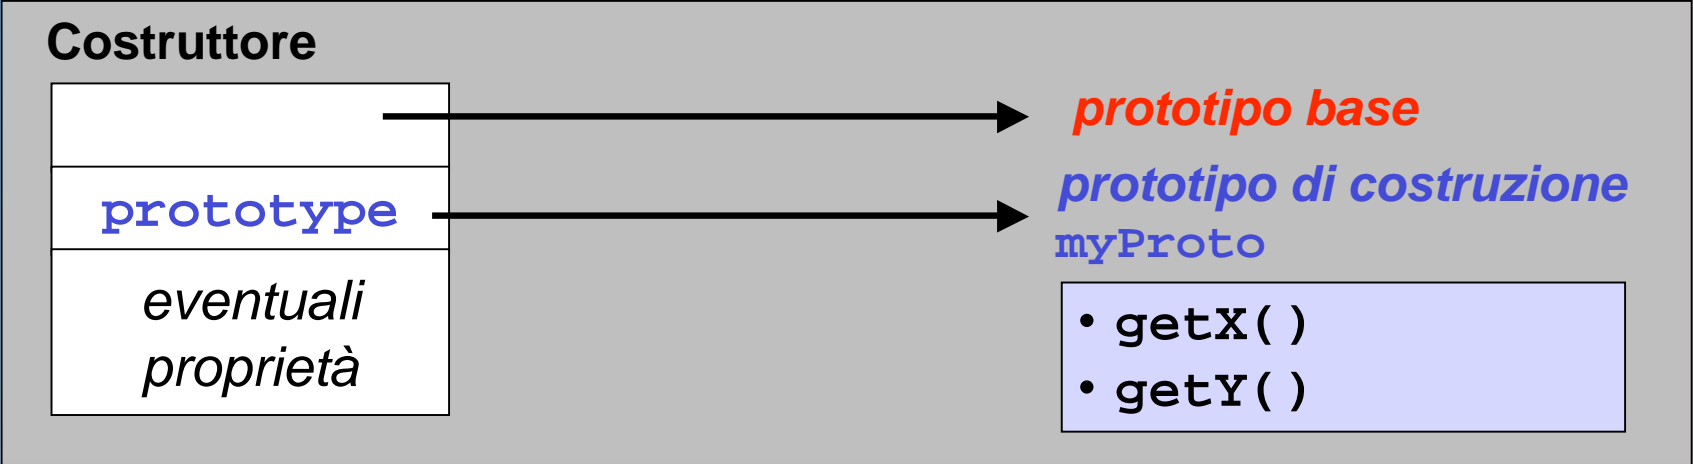 Costruttore
prototype
eventuali
proprietà
prototipo base
prototipo di costruzione
myProto
• getX()
• getY()